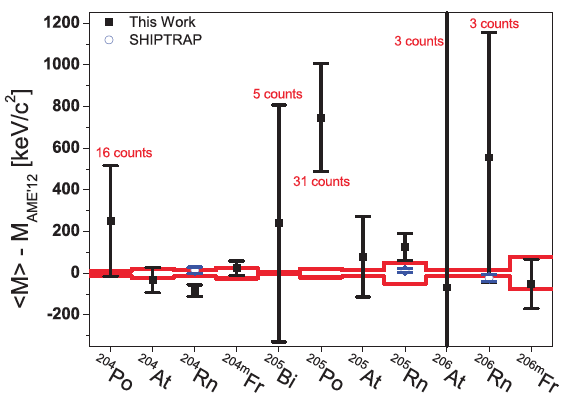 This Work
SHIPTRAP
<M> - M_AME'12 [keV/c²]
1200
1000
800
600
400
200
0
-200
16 counts
5 counts
31 counts
3 counts
3 counts
²⁰⁴Po
²⁰⁴At
²⁰⁴Rn
²⁰⁴ᵐFr
²⁰⁵Bi
²⁰⁵Po
²⁰⁵At
²⁰⁵Rn
²⁰⁶At
²⁰⁶Rn
²⁰⁶ᵐFr